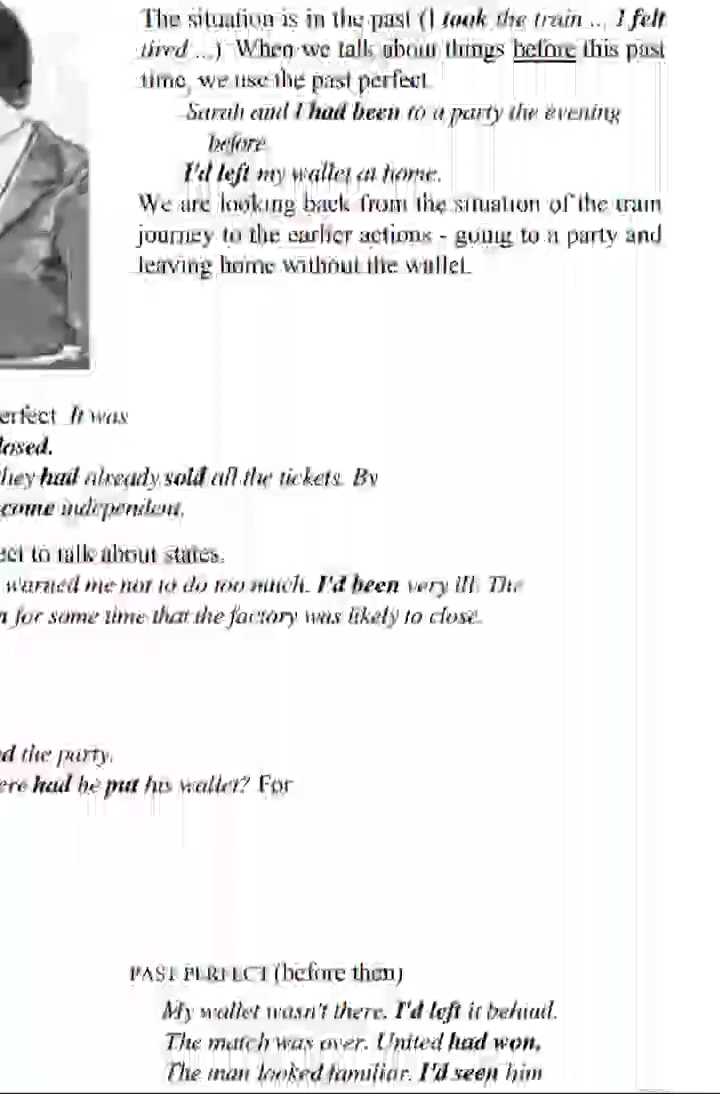 The situation is in the past (I took the train ... I felt
tired ...). When we talk about things before this past
time, we use the past perfect.
Sarah and I had been to a party the evening
before.
I'd left my wallet at home.
We are looking back from the situation of the train
journey to the earlier actions - going to a party and
leaving home without the wallet.
erfect. It was
losed.
hey had already sold all the tickets. By
come independent.
ect to talk about states.
warned me not to do too much. I'd been very ill. The
n for some time that the factory was likely to close.
d the party.
ere had he put his wallet? For
PAST PERFECT (before then)
My wallet wasn't there. I'd left it behind.
The match was over. United had won.
The man looked familiar. I'd seen him